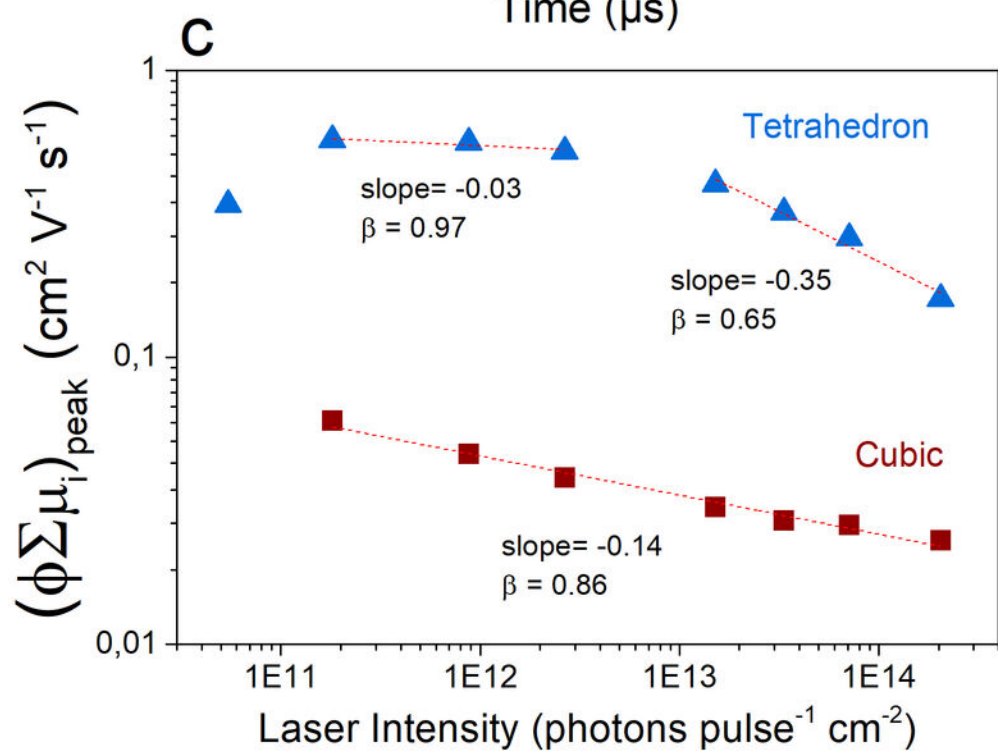 Time (µs)
C
1
Tetrahedron
slope= -0.03
β = 0.97
slope= -0.35
β = 0.65
0,1
(ϕΣμᵢ)peak (cm² V⁻¹ s⁻¹)
Cubic
slope= -0.14
β = 0.86
0,01
1E11 1E12 1E13 1E14
Laser Intensity (photons pulse⁻¹ cm⁻²)